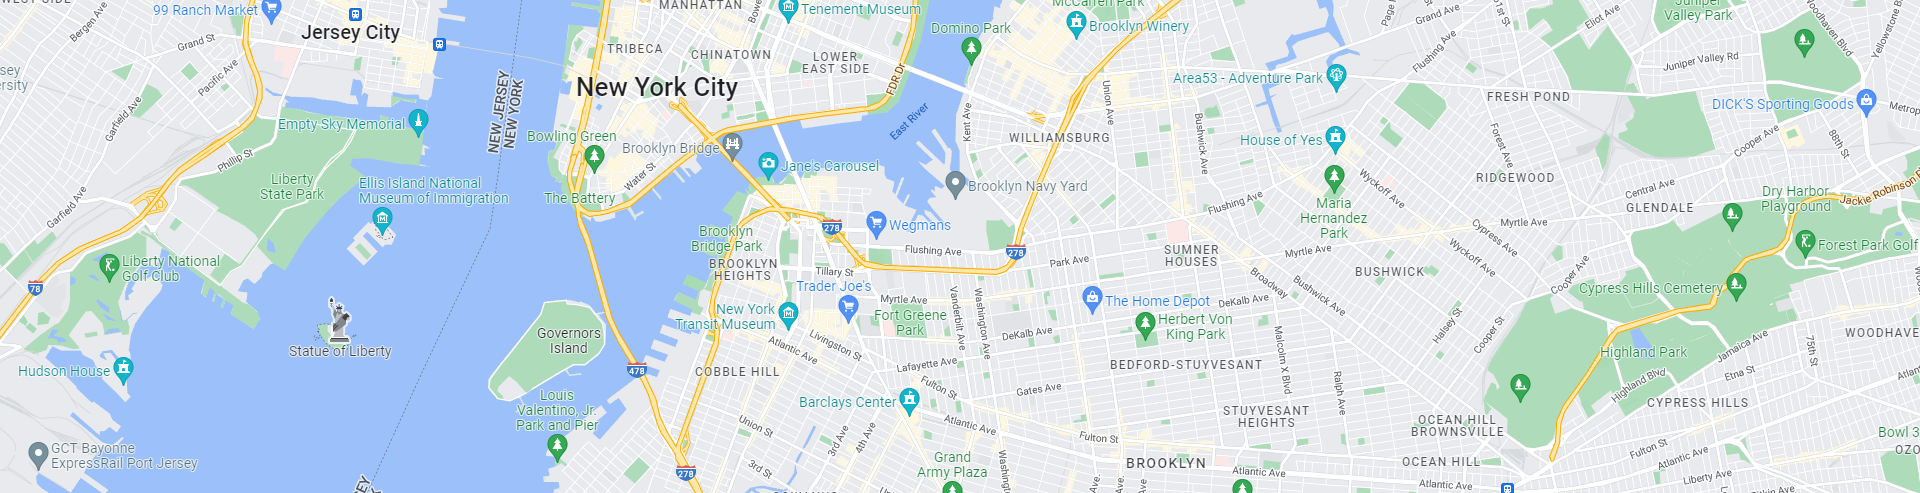 99 Ranch Market
Jersey City
Grand St
Pacific Ave
Garfield Ave
MANHATTAN
Tenement Museum
TRIBECA
CHINATOWN
LOWER
EAST SIDE
New York City
FDR Dr
NEW JERSEY
NEW YORK
Empty Sky Memorial
Phillip St
Liberty
State Park
Ellis Island National
Museum of Immigration
Garfield Ave
Bowling Green
Brooklyn Bridge
Water St
The Battery
Jane's Carousel
East River
Domino Park
Kent Ave
Brooklyn Winery
WILLIAMSBURG
Union Ave
Area53 - Adventure Park
House of Yes
Bushwick Ave
Maria
Hernandez
Park
Wyckoff Ave
Flushing Ave
Grand Ave
Flushing Ave
Eliot Ave
Valley Park
Juniper Valley Rd
Woodhaven Blvd
FRESH POND
DICK'S Sporting Goods
Metrop
Forest Ave
Cooper Ave
88th St
RIDGEWOOD
Central Ave
GLENDALE
Dry Harbor
Playground
Jackie Robinson P
Myrtle Ave
Forest Park Golf
Cypress Hills Cemetery
Cypress Ave
Wyckoff Ave
Cooper Ave
Liberty National
Golf Club
78
Statue of Liberty
Hudson House
GCT Bayonne
ExpressRail Port Jersey
Governors
Island
478
Louis
Valentino, Jr.
Park and Pier
Brooklyn
Bridge Park
BROOKLYN
HEIGHTS
278
Wegmans
Brooklyn Navy Yard
Flushing Ave
278
Park Ave
Tillary St
Trader Joe's
New York
Transit Museum
Myrtle Ave
Fort Greene
Park
Vanderbilt Ave
Washington Ave
DeKalb Ave
The Home Depot
Herbert Von
King Park
SUMNER
HOUSES
Myrtle Ave
Broadway
Bushwick Ave
BUSHWICK
DeKalb Ave
Halsey St
Cooper St
Livingston St
Atlantic Ave
COBBLE HILL
Lafayette Ave
Fulton St
Gates Ave
BEDFORD-STUYVESANT
Malcolm X Blvd
Ralph Ave
Barclays Center
Union St
3rd Ave
4th Ave
3rd St
278
Atlantic Ave
Grand
Army Plaza
Fulton St
BROOKLYN
STUYVESANT
HEIGHTS
Atlantic Ave
OCEAN HILL
BROWNSVILLE
OCEAN HILL
Atlantic Ave
Highland Park
Highland Blvd
Jamaica Ave
Etna St
75th St
WOODHAVE
CYPRESS HILLS
Fulton St
Atlantic Ave
Liberty Ave
Bowl 3
OZO